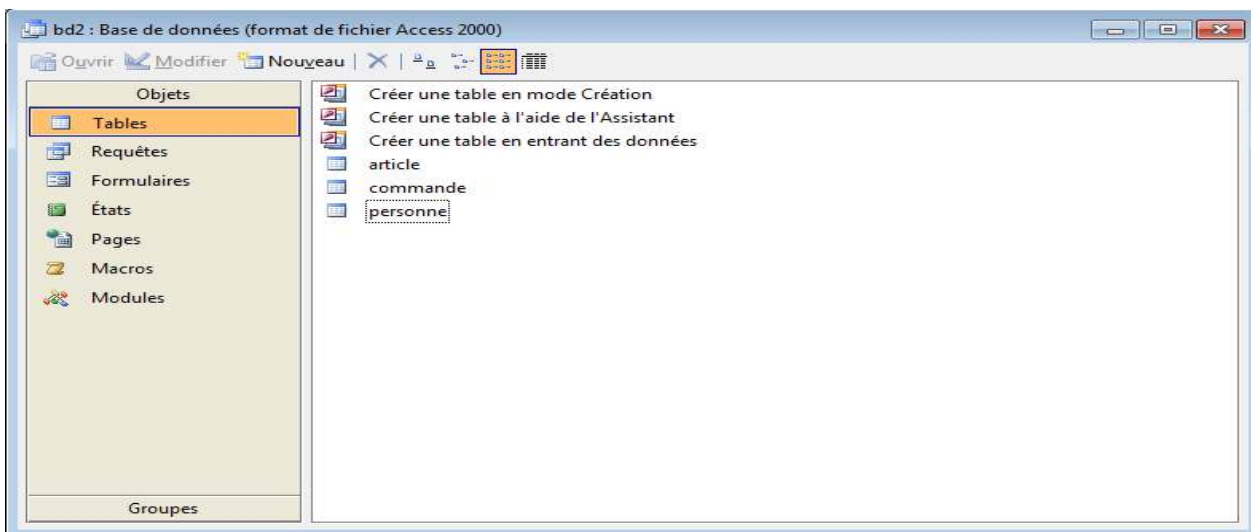 bd2 : Base de données (format de fichier Access 2000)
Ouvrir Modifier Nouveau
Objets
Tables
Requêtes
Formulaires
États
Pages
Macros
Modules
Groupes
Créer une table en mode Création
Créer une table à l'aide de l'Assistant
Créer une table en entrant des données
article
commande
personne